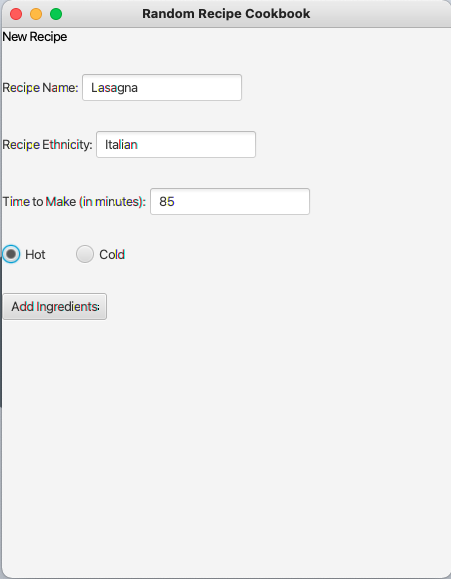 Random Recipe Cookbook
New Recipe
Recipe Name: Lasagna
Recipe Ethnicity: Italian
Time to Make (in minutes): 85
Hot Cold
Add Ingredients